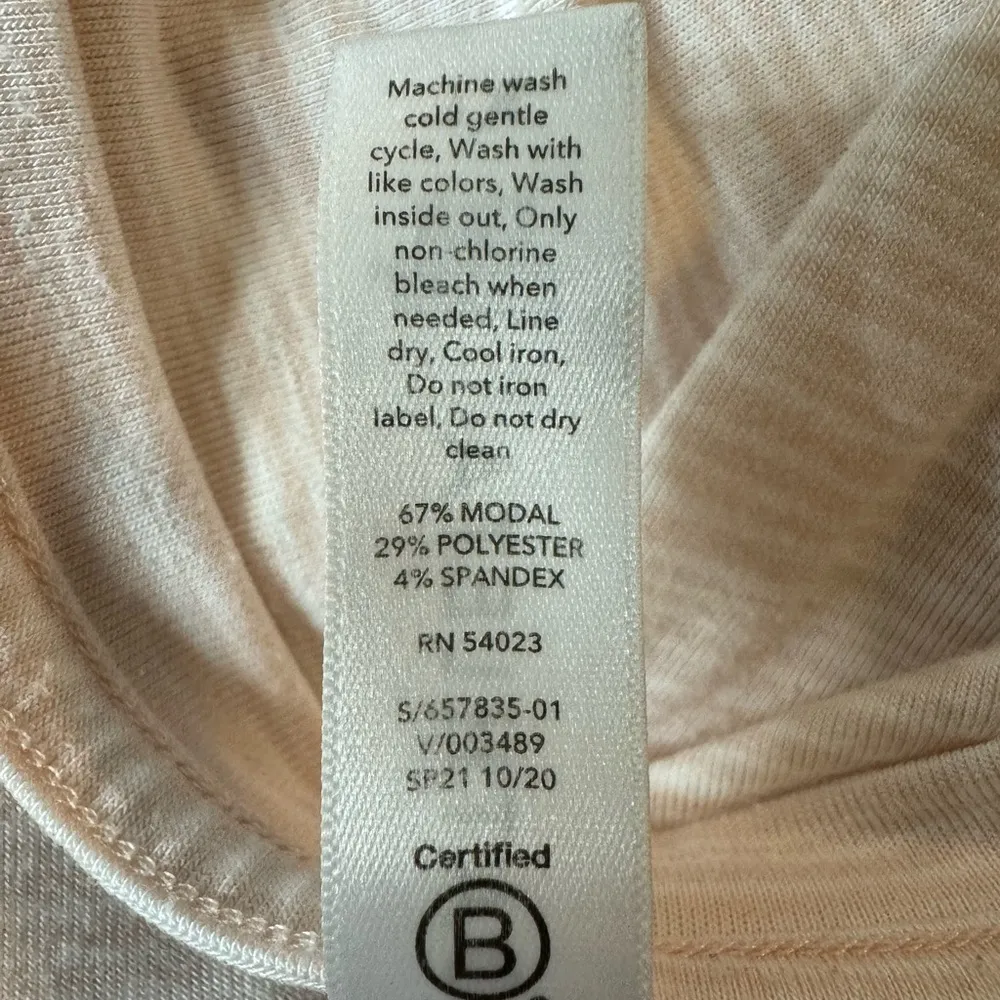 Machine wash
cold gentle
cycle, Wash with
like colors, Wash
inside out, Only
non-chlorine
bleach when
needed, Line
dry, Cool iron,
Do not iron
label, Do not dry
clean
67% MODAL
29% POLYESTER
4% SPANDEX
RN 54023
S/657835-01
V/003489
SP21 10/20
Certified
B